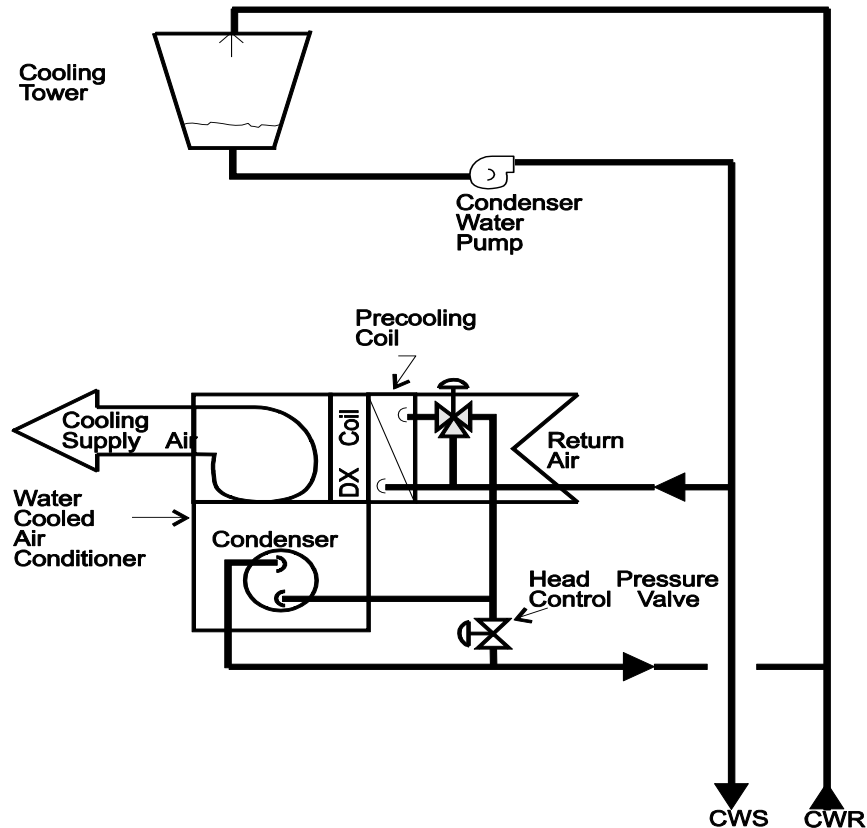 Cooling
Tower
Condenser
Water
Pump
Precooling
Coil
Cooling
Supply Air
DX Coil
Return
Air
Water
Cooled
Air
Conditioner
Condenser
Head Pressure
Control Valve
CWS
CWR